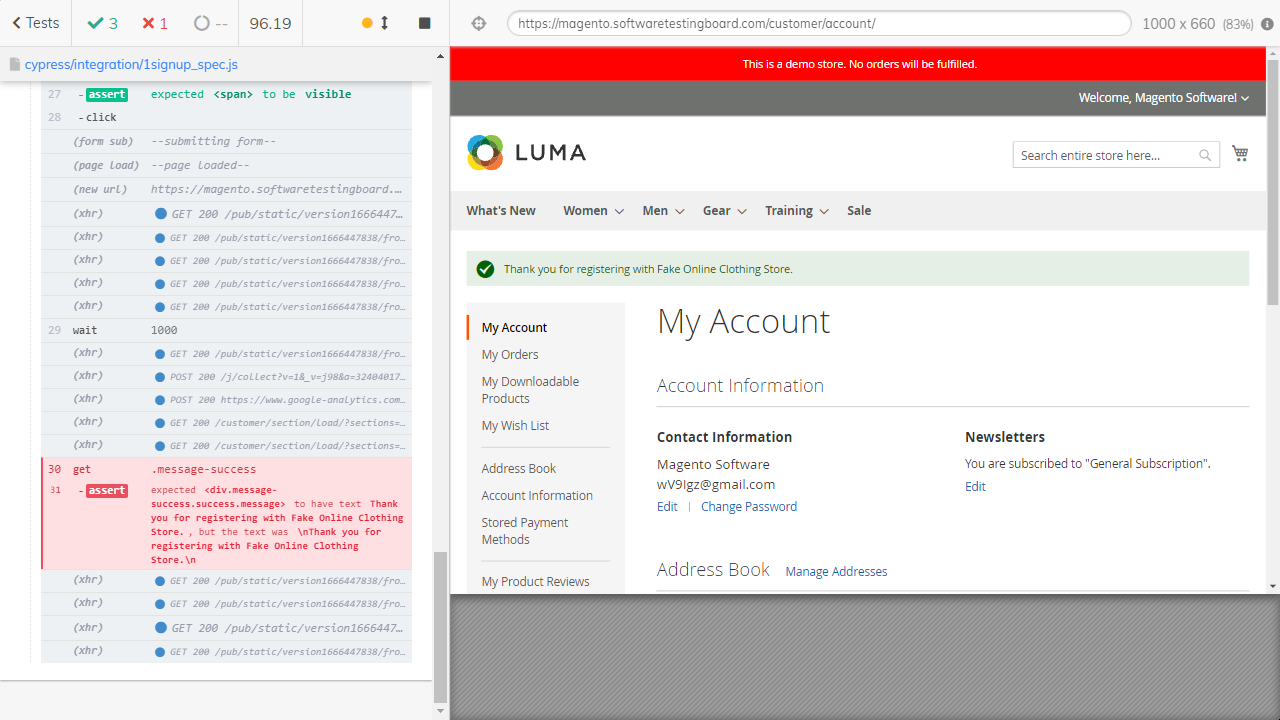 Tests 3 1 -- 96.19
cypress/integration/1signup_spec.js
27 -assert expected <span> to be visible
28 -click
(form sub) --submitting form--
(page load) --page loaded--
(new url) https://magento.softwaretestingboard....
(xhr) GET 200 /pub/static/version1666447...
(xhr) GET 200 /pub/static/version1666447838/fro...
(xhr) GET 200 /pub/static/version1666447838/fro...
(xhr) GET 200 /pub/static/version1666447838/fro...
(xhr) GET 200 /pub/static/version1666447838/fro...
29 wait 1000
(xhr) GET 200 /pub/static/version1666447838/fro...
(xhr) POST 200 /j/collect?v=1&_v=j98&a=32404017...
(xhr) POST 200 https://www.google-analytics.com...
(xhr) GET 200 /customer/section/load/?sections=...
(xhr) GET 200 /customer/section/load/?sections=...
30 get .message-success
31 -assert expected <div.message-
success.success.message> to have text Thank
you for registering with Fake Online Clothing
Store. , but the text was \nThank you for
registering with Fake Online Clothing
Store.\n
(xhr) GET 200 /pub/static/version1666447838/fro...
(xhr) GET 200 /pub/static/version1666447838/fro...
(xhr) GET 200 /pub/static/version1666447...
(xhr) GET 200 /pub/static/version1666447838/fro...
https://magento.softwaretestingboard.com/customer/account/ 1000 x 660 (83%)
This is a demo store. No orders will be fulfilled.
Welcome, Magento Software!
LUMA
Search entire store here...
What's New Women Men Gear Training Sale
Thank you for registering with Fake Online Clothing Store.
My Account
My Orders
My Downloadable
Products
My Wish List
Address Book
Account Information
Stored Payment
Methods
My Product Reviews
My Account
Account Information
Contact Information
Magento Software
wV9Igz@gmail.com
Edit | Change Password
Newsletters
You are subscribed to "General Subscription".
Edit
Address Book Manage Addresses